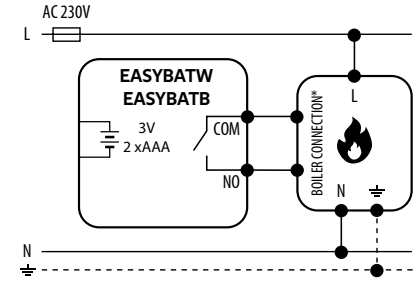 AC 230V
L
EASYBATW
EASYBATB
3V
2 xAAA
COM
NO
BOILER CONNECTION*
L
N
N